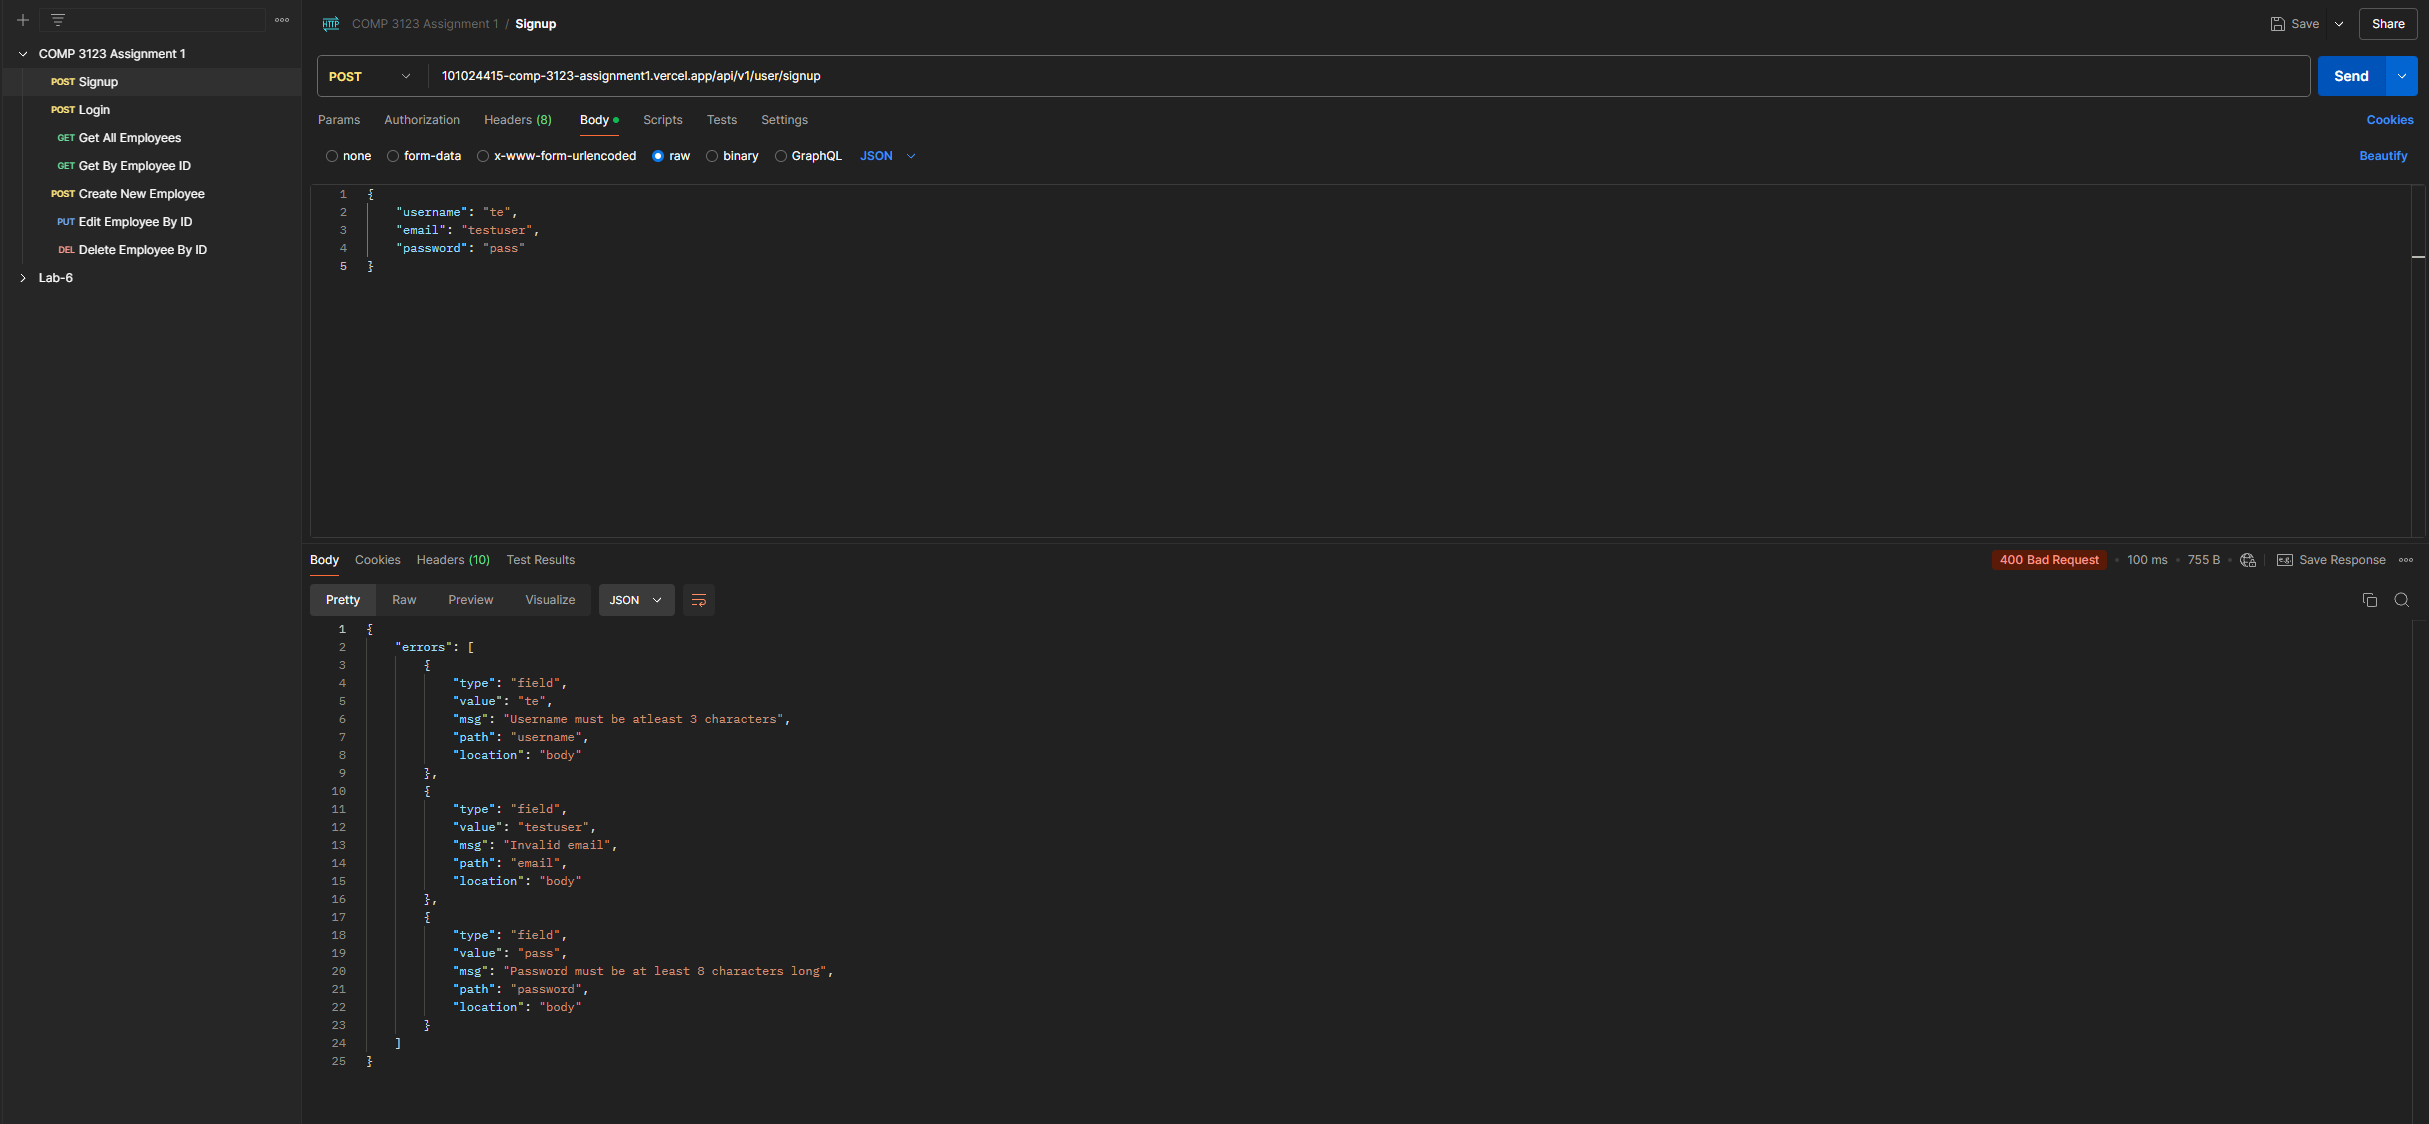 COMP 3123 Assignment 1
POST Signup
POST Login
GET Get All Employees
GET Get By Employee ID
POST Create New Employee
PUT Edit Employee By ID
DEL Delete Employee By ID
Lab-6
HTTP COMP 3123 Assignment 1 / Signup
Save
Share
POST 101024415-comp-3123-assignment1.vercel.app/api/v1/user/signup
Send
Params Authorization Headers (8) Body Scripts Tests Settings
Cookies
none form-data x-www-form-urlencoded raw binary GraphQL JSON
Beautify
1 {
2 "username": "te",
3 "email": "testuser",
4 "password": "pass"
5 }
Body Cookies Headers (10) Test Results
400 Bad Request 100 ms 755 B e.g. Save Response
Pretty Raw Preview Visualize JSON
1 {
2 "errors": [
3 {
4 "type": "field",
5 "value": "te",
6 "msg": "Username must be atleast 3 characters",
7 "path": "username",
8 "location": "body"
9 },
10 {
11 "type": "field",
12 "value": "testuser",
13 "msg": "Invalid email",
14 "path": "email",
15 "location": "body"
16 },
17 {
18 "type": "field",
19 "value": "pass",
20 "msg": "Password must be at least 8 characters long",
21 "path": "password",
22 "location": "body"
23 }
24 ]
25 }